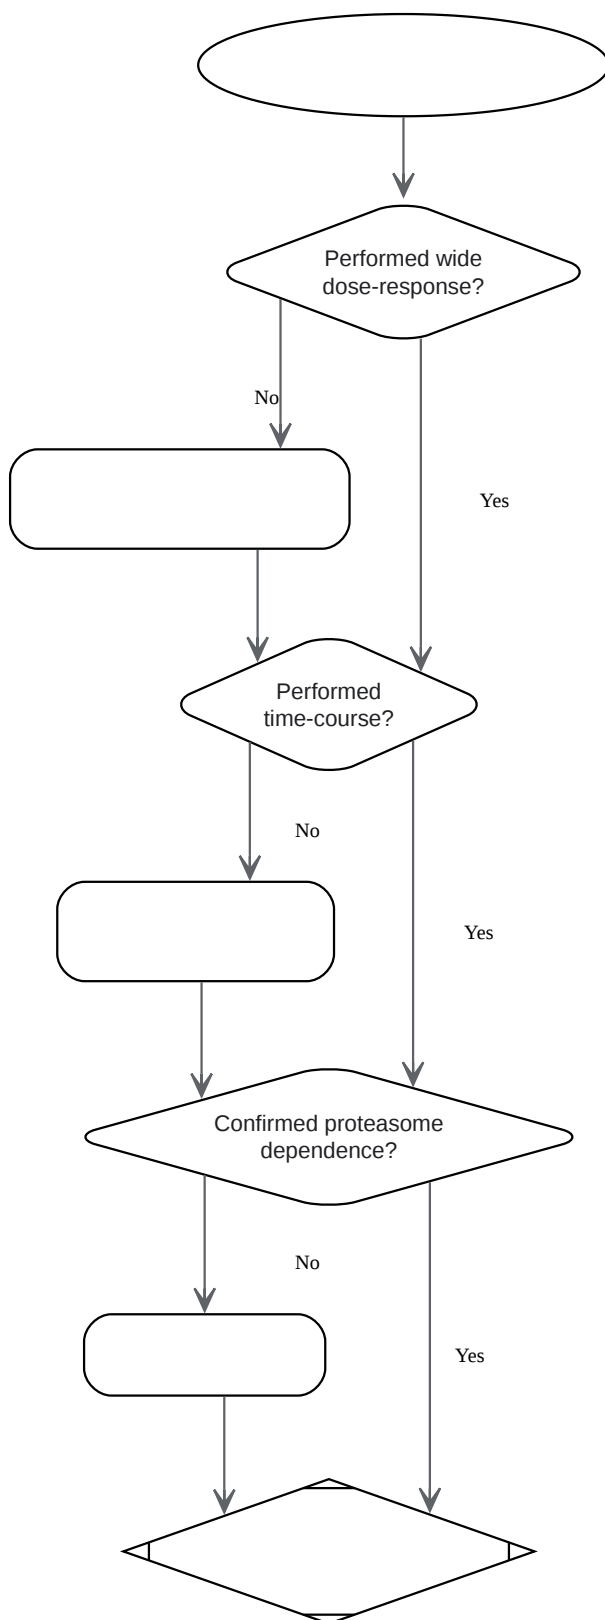 Performed wide
dose-response?
No
Yes
Performed
time-course?
No
Yes
Confirmed proteasome
dependence?
No
Yes